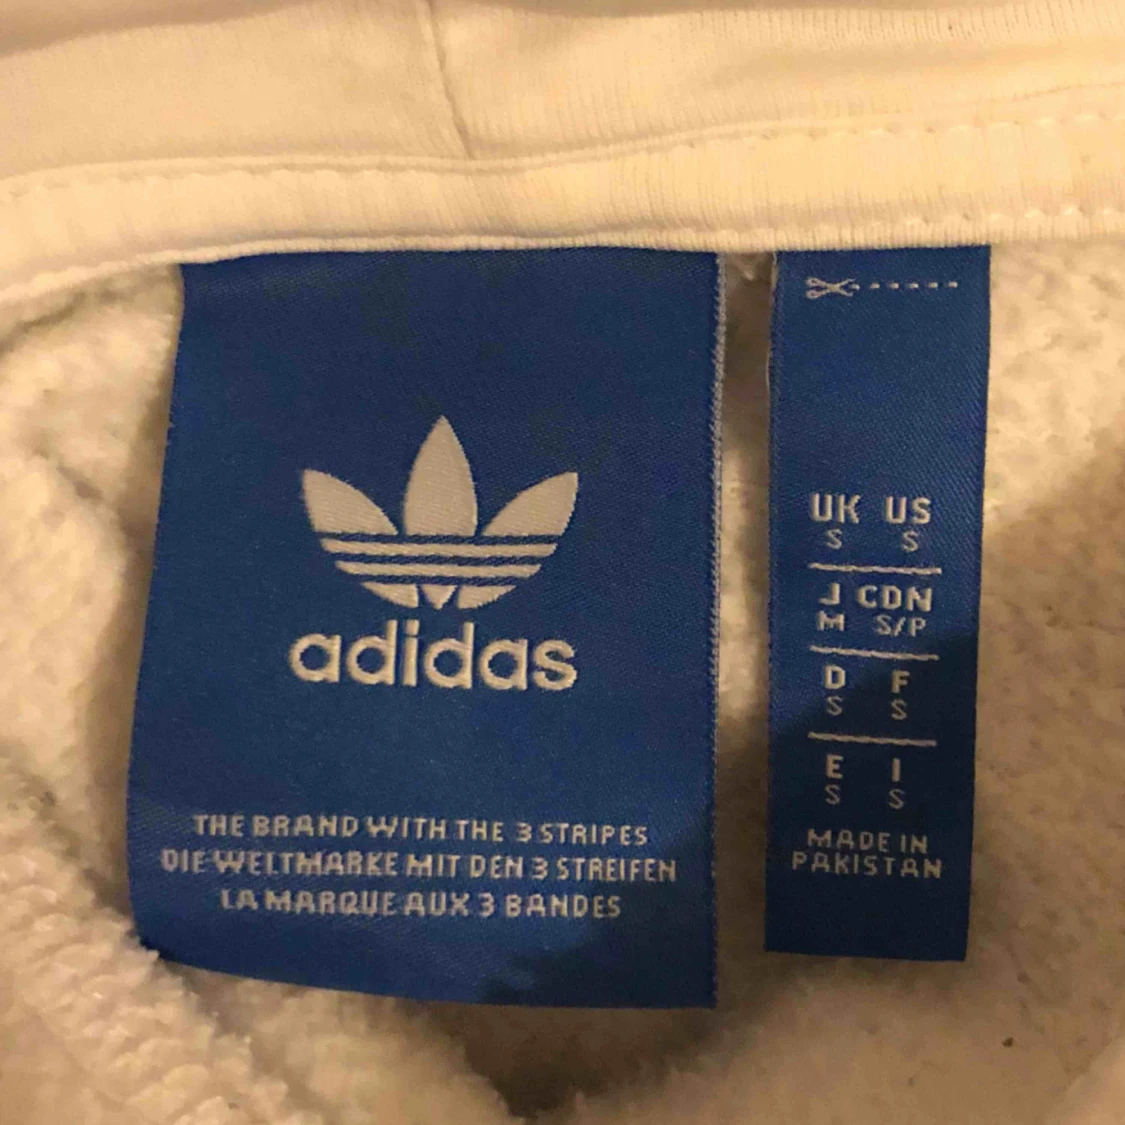 adidas
THE BRAND WITH THE 3 STRIPES
DIE WELTMARKE MIT DEN 3 STREIFEN
LA MARQUE AUX 3 BANDES
UK US
S S
J CDN
M S/P
D F
S S
E I
S S
MADE IN
PAKISTAN